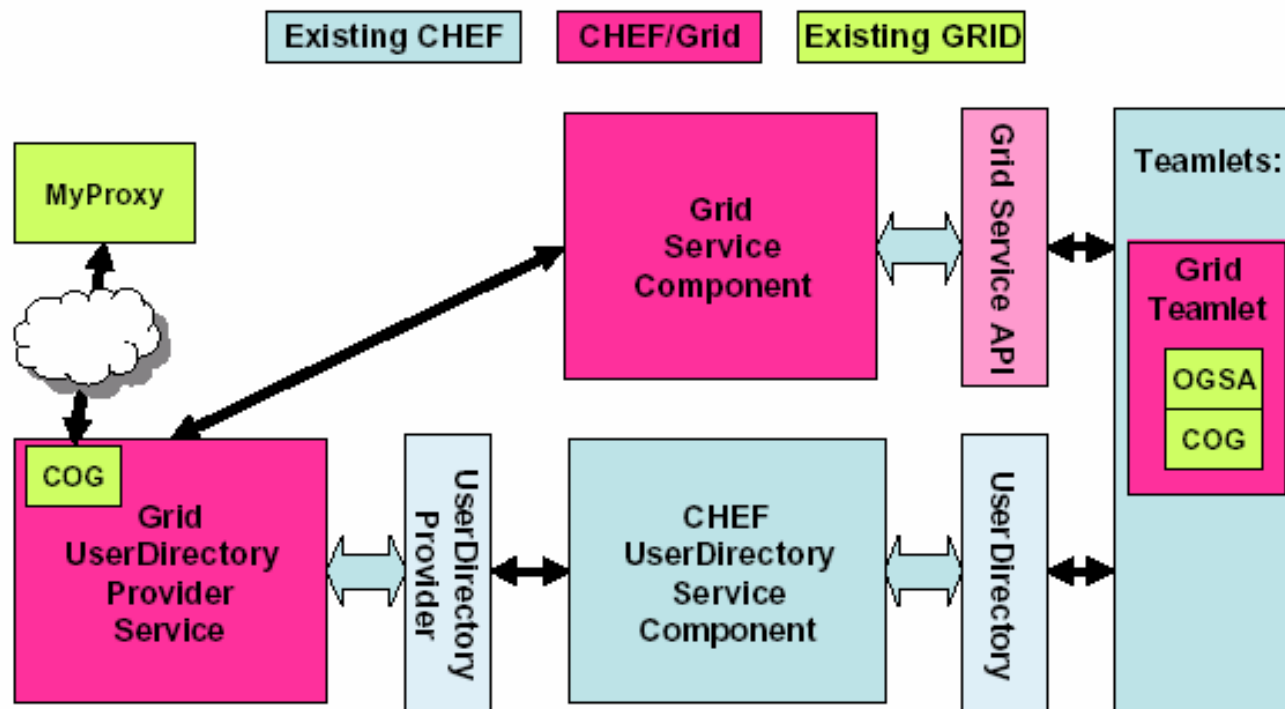 Existing CHEF
CHEF/Grid
Existing GRID
MyProxy
Grid
Service
Component
Grid Service API
Teamlets:
Grid
Teamlet
OGSA
COG
COG
Grid
UserDirectory
Provider
Service
UserDirectory
Provider
CHEF
UserDirectory
Service
Component
UserDirectory